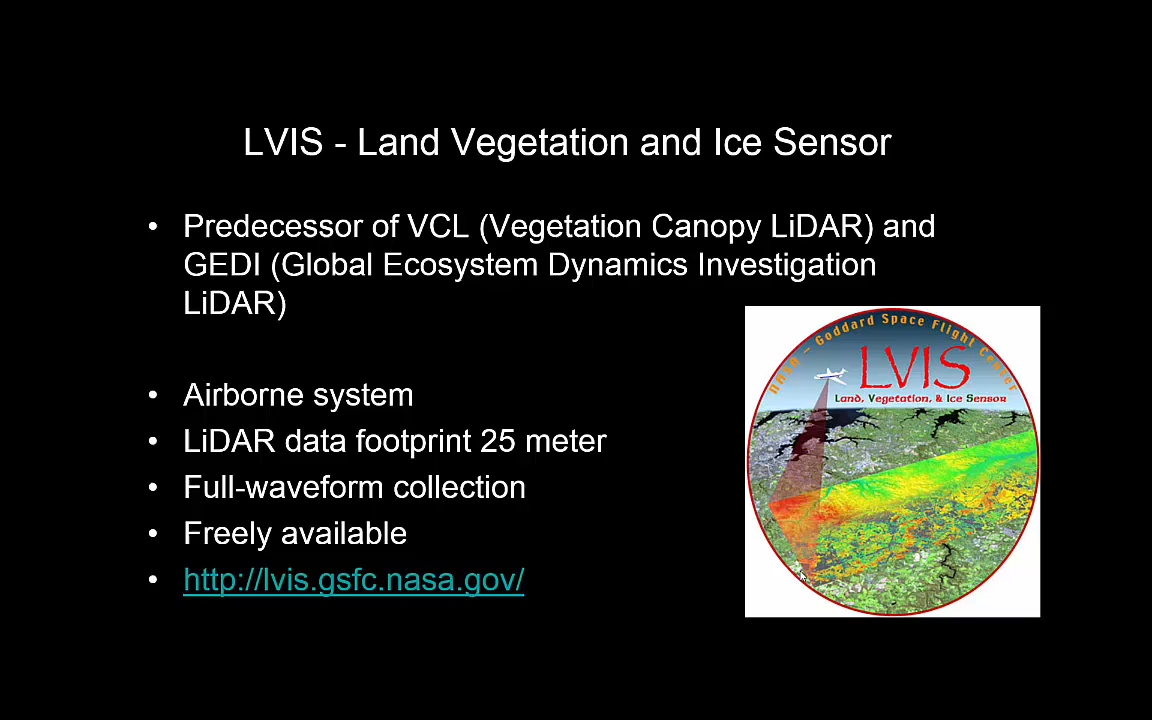 LVIS - Land Vegetation and Ice Sensor
• Predecessor of VCL (Vegetation Canopy LiDAR) and
GEDI (Global Ecosystem Dynamics Investigation
LiDAR)
• Airborne system
• LiDAR data footprint 25 meter
• Full-waveform collection
• Freely available
• http://lvis.gsfc.nasa.gov/
NASA – Goddard Space Flight Center
LVIS
Land, Vegetation, & Ice Sensor